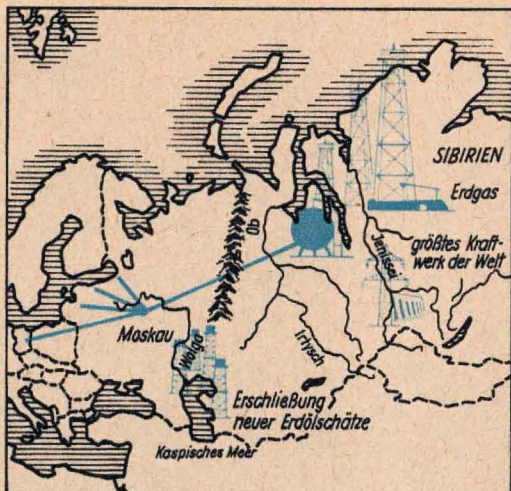 SIBIRIEN
Erdgas
Ob
Jenissei
größtes Kraft-
werk der Welt
Moskau
Wolga
Irtysch
Erschließung
neuer Erdölschätze
Kaspisches Meer